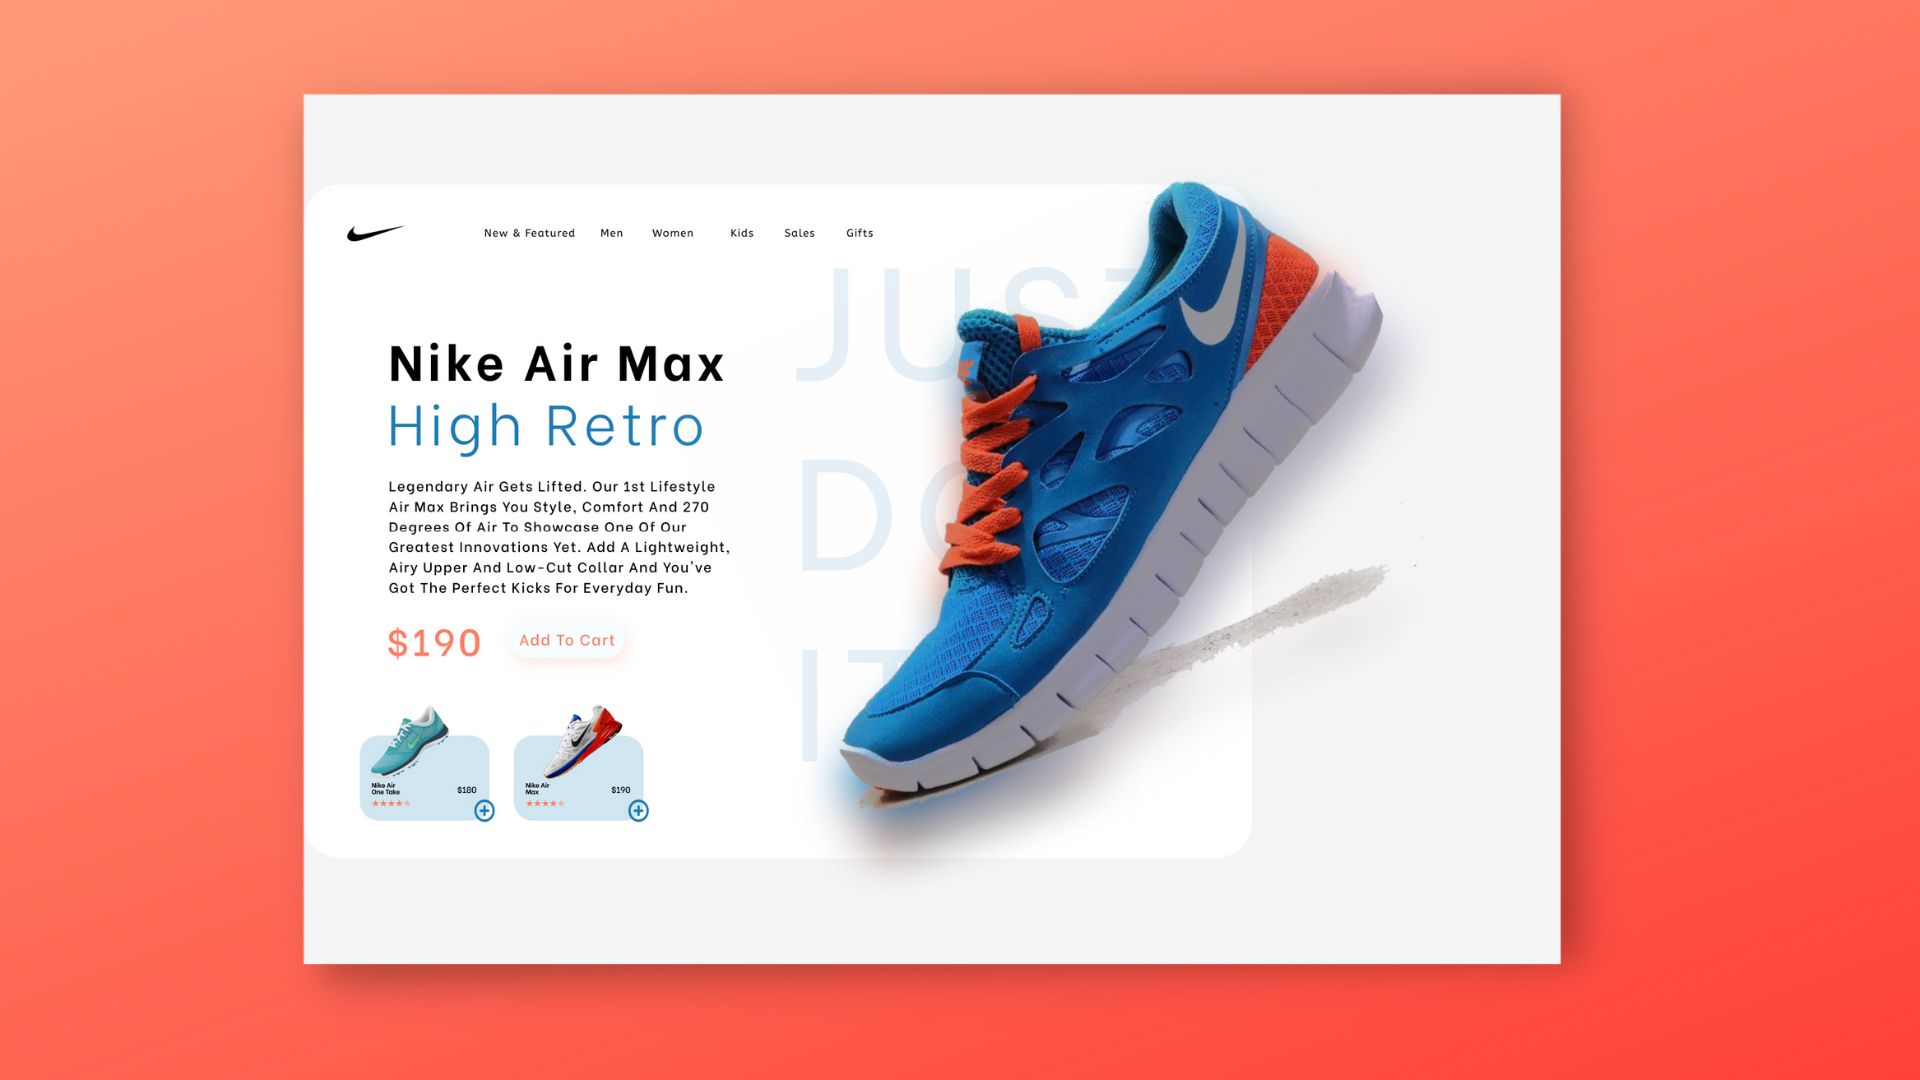 New & Featured Men Women Kids Sales Gifts
JUST
DO
IT
Nike Air Max
High Retro
Legendary Air Gets Lifted. Our 1st Lifestyle
Air Max Brings You Style, Comfort And 270
Degrees Of Air To Showcase One Of Our
Greatest Innovations Yet. Add A Lightweight,
Airy Upper And Low-Cut Collar And You've
Got The Perfect Kicks For Everyday Fun.
$190 Add To Cart
Nike Air
One Take
$180
Nike Air
Max
$190